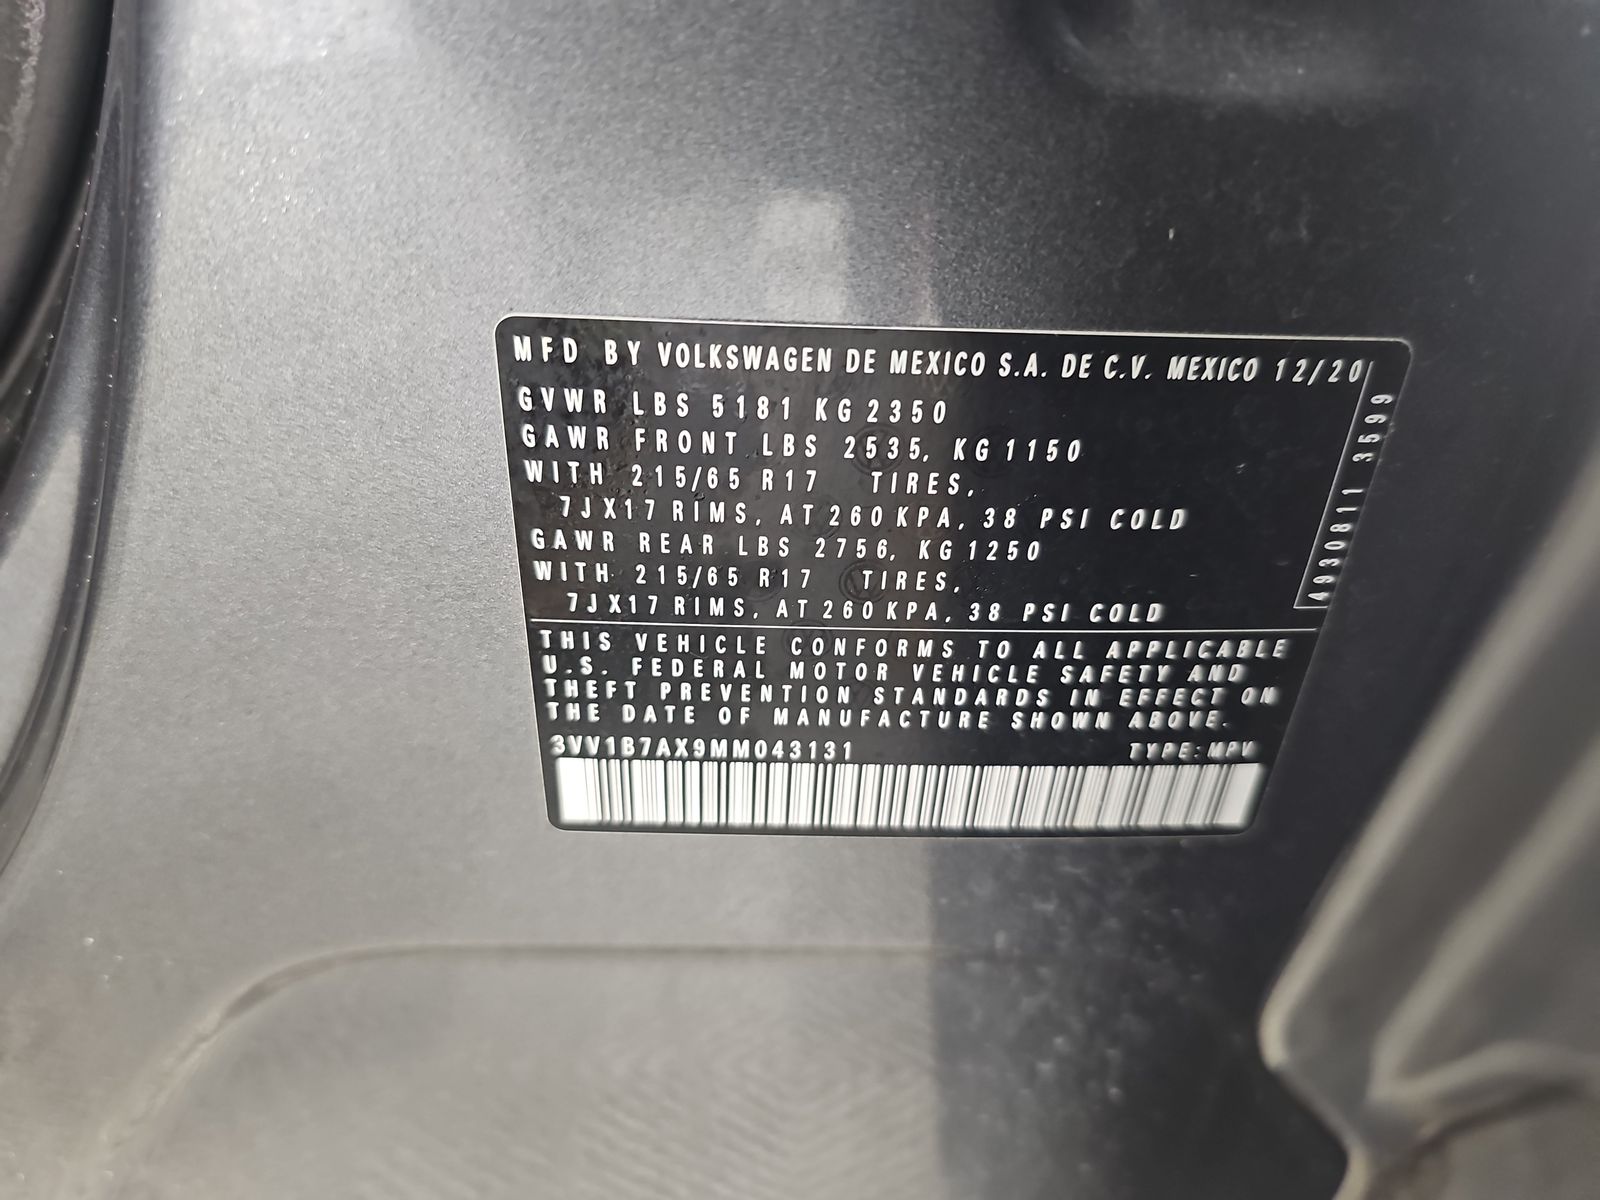 MFD BY VOLKSWAGEN DE MEXICO S.A. DE C.V. MEXICO 12/20
GVWR LBS 5181 KG 2350
GAWR FRONT LBS 2535, KG 1150
WITH 215/65 R17 TIRES,
7JX17 RIMS, AT 260 KPA, 38 PSI COLD
GAWR REAR LBS 2756, KG 1250
WITH 215/65 R17 TIRES,
7JX17 RIMS, AT 260 KPA, 38 PSI COLD
4930811 3599
THIS VEHICLE CONFORMS TO ALL APPLICABLE
U.S. FEDERAL MOTOR VEHICLE SAFETY AND
THEFT PREVENTION STANDARDS IN EFFECT ON
THE DATE OF MANUFACTURE SHOWN ABOVE.
3VV1B7AX9MM043131 TYPE: MPV